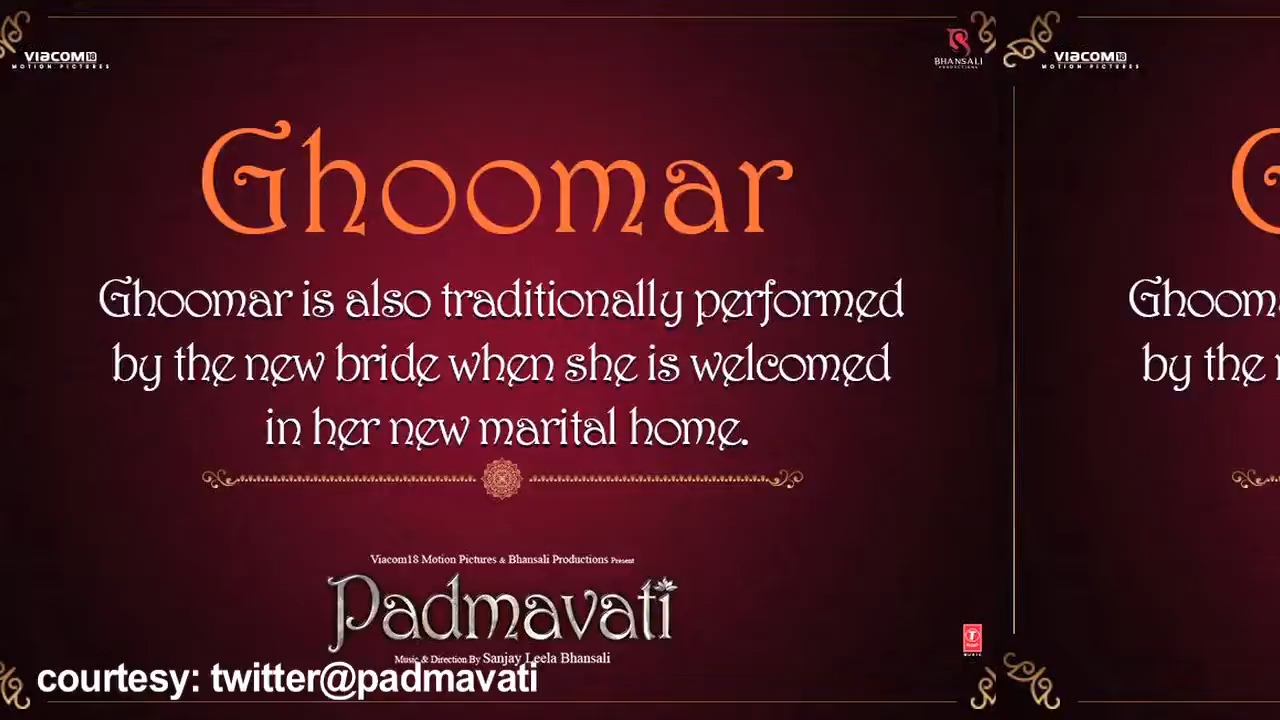 VIACOM18
MOTION PICTURES
BHANSALI
PRODUCTIONS
Ghoomar
Ghoomar is also traditionally performed
by the new bride when she is welcomed
in her new marital home.
Viacom18 Motion Pictures & Bhansali Productions Present
Padmavati
Music & Direction By Sanjay Leela Bhansali
courtesy: twitter@padmavati
VIACOM18
MOTION PICTURES
G
Ghoom
by the